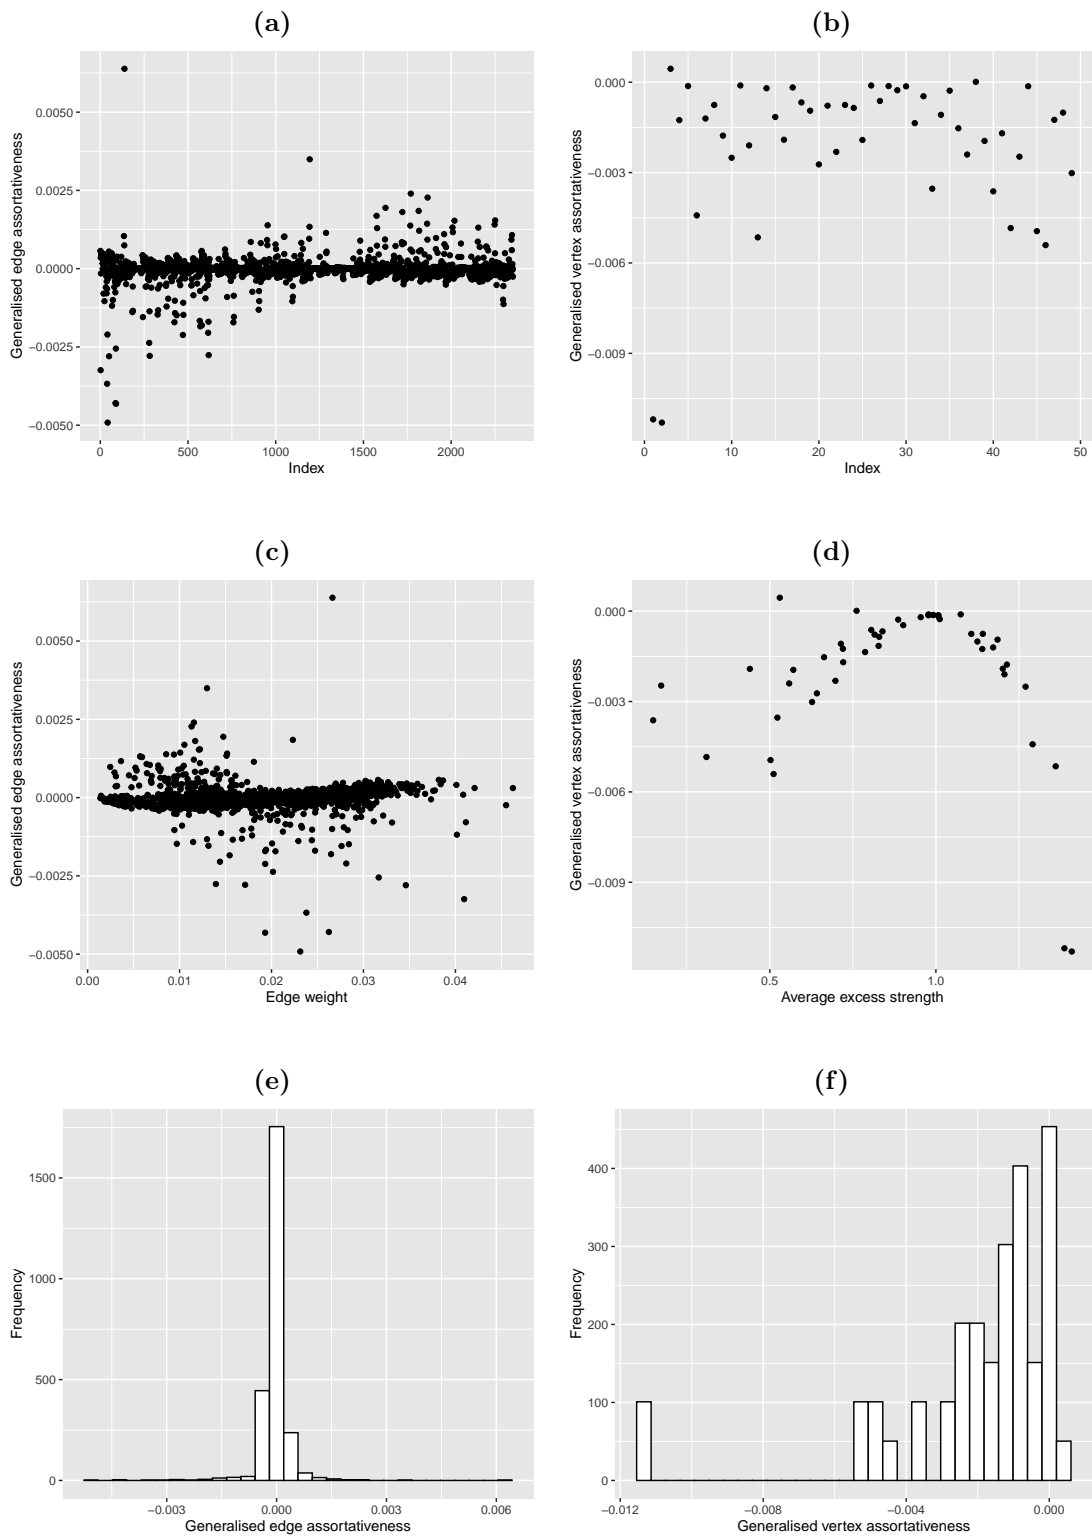 (a)
(b)
Generalised edge assortativeness
0.0050
0.0025
0.0000
−0.0025
−0.0050
0
500
1000
1500
2000
Index
Generalised vertex assortativeness
0.000
−0.003
−0.006
−0.009
0
10
20
30
40
50
Index
(c)
(d)
Generalised edge assortativeness
0.0050
0.0025
0.0000
−0.0025
−0.0050
0.00
0.01
0.02
0.03
0.04
Edge weight
Generalised vertex assortativeness
0.000
−0.003
−0.006
−0.009
0.5
1.0
Average excess strength
(e)
(f)
Frequency
1500
1000
500
0
−0.003
0.000
0.003
0.006
Generalised edge assortativeness
Frequency
400
300
200
100
0
−0.012
−0.008
−0.004
0.000
Generalised vertex assortativeness